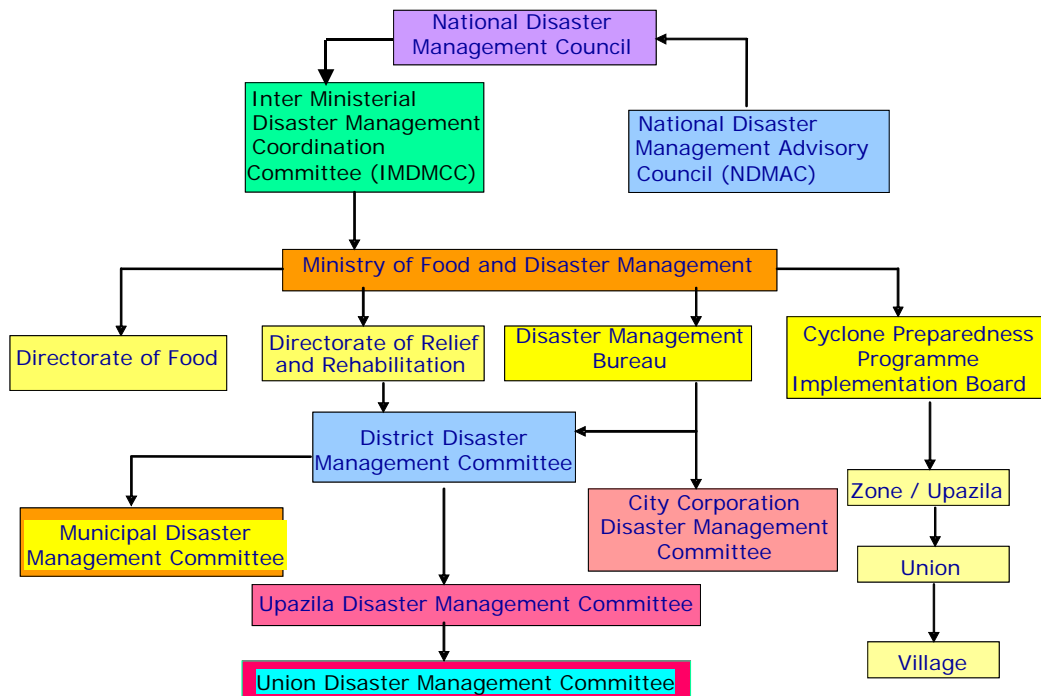 National Disaster
Management Council
Inter Ministerial
Disaster Management
Coordination
Committee (IMDMCC)
National Disaster
Management Advisory
Council (NDMAC)
Ministry of Food and Disaster Management
Directorate of Food
Directorate of Relief
and Rehabilitation
Disaster Management
Bureau
Cyclone Preparedness
Programme
Implementation Board
District Disaster
Management Committee
Municipal Disaster
Management Committee
City Corporation
Disaster Management
Committee
Zone / Upazila
Union
Upazila Disaster Management Committee
Village
Union Disaster Management Committee